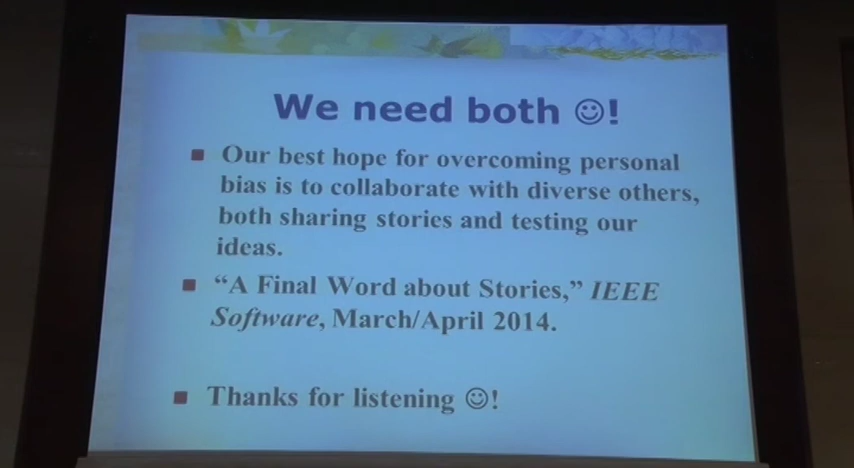 We need both ☺!
Our best hope for overcoming personal
bias is to collaborate with diverse others,
both sharing stories and testing our
ideas.
“A Final Word about Stories,” IEEE
Software, March/April 2014.
Thanks for listening ☺!